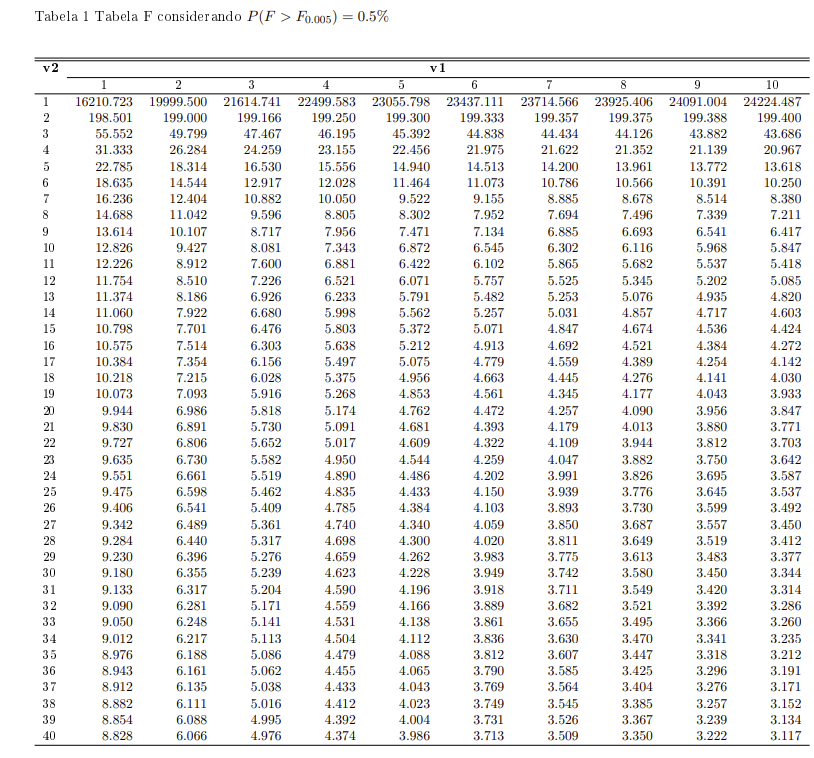 Tabela 1 Tabela F considerando P(F > F0.005) = 0.5%
v2 v1
1 2 3 4 5 6 7 8 9 10
1 16210.723 19999.500 21614.741 22499.583 23055.798 23437.111 23714.566 23925.406 24091.004 24224.487
2 198.501 199.000 199.166 199.250 199.300 199.333 199.357 199.375 199.388 199.400
3 55.552 49.799 47.467 46.195 45.392 44.838 44.434 44.126 43.882 43.686
4 31.333 26.284 24.259 23.155 22.456 21.975 21.622 21.352 21.139 20.967
5 22.785 18.314 16.530 15.556 14.940 14.513 14.200 13.961 13.772 13.618
6 18.635 14.544 12.917 12.028 11.464 11.073 10.786 10.566 10.391 10.250
7 16.236 12.404 10.882 10.050 9.522 9.155 8.885 8.678 8.514 8.380
8 14.688 11.042 9.596 8.805 8.302 7.952 7.694 7.496 7.339 7.211
9 13.614 10.107 8.717 7.956 7.471 7.134 6.885 6.693 6.541 6.417
10 12.826 9.427 8.081 7.343 6.872 6.545 6.302 6.116 5.968 5.847
11 12.226 8.912 7.600 6.881 6.422 6.102 5.865 5.682 5.537 5.418
12 11.754 8.510 7.226 6.521 6.071 5.757 5.525 5.345 5.202 5.085
13 11.374 8.186 6.926 6.233 5.791 5.482 5.253 5.076 4.935 4.820
14 11.060 7.922 6.680 5.998 5.562 5.257 5.031 4.857 4.717 4.603
15 10.798 7.701 6.476 5.803 5.372 5.071 4.847 4.674 4.536 4.424
16 10.575 7.514 6.303 5.638 5.212 4.913 4.692 4.521 4.384 4.272
17 10.384 7.354 6.156 5.497 5.075 4.779 4.559 4.389 4.254 4.142
18 10.218 7.215 6.028 5.375 4.956 4.663 4.445 4.276 4.141 4.030
19 10.073 7.093 5.916 5.268 4.853 4.561 4.345 4.177 4.043 3.933
20 9.944 6.986 5.818 5.174 4.762 4.472 4.257 4.090 3.956 3.847
21 9.830 6.891 5.730 5.091 4.681 4.393 4.179 4.013 3.880 3.771
22 9.727 6.806 5.652 5.017 4.609 4.322 4.109 3.944 3.812 3.703
23 9.635 6.730 5.582 4.950 4.544 4.259 4.047 3.882 3.750 3.642
24 9.551 6.661 5.519 4.890 4.486 4.202 3.991 3.826 3.695 3.587
25 9.475 6.598 5.462 4.835 4.433 4.150 3.939 3.776 3.645 3.537
26 9.406 6.541 5.409 4.785 4.384 4.103 3.893 3.730 3.599 3.492
27 9.342 6.489 5.361 4.740 4.340 4.059 3.850 3.687 3.557 3.450
28 9.284 6.440 5.317 4.698 4.300 4.020 3.811 3.649 3.519 3.412
29 9.230 6.396 5.276 4.659 4.262 3.983 3.775 3.613 3.483 3.377
30 9.180 6.355 5.239 4.623 4.228 3.949 3.742 3.580 3.450 3.344
31 9.133 6.317 5.204 4.590 4.196 3.918 3.711 3.549 3.420 3.314
32 9.090 6.281 5.171 4.559 4.166 3.889 3.682 3.521 3.392 3.286
33 9.050 6.248 5.141 4.531 4.138 3.861 3.655 3.495 3.366 3.260
34 9.012 6.217 5.113 4.504 4.112 3.836 3.630 3.470 3.341 3.235
35 8.976 6.188 5.086 4.479 4.088 3.812 3.607 3.447 3.318 3.212
36 8.943 6.161 5.062 4.455 4.065 3.790 3.585 3.425 3.296 3.191
37 8.912 6.135 5.038 4.433 4.043 3.769 3.564 3.404 3.276 3.171
38 8.882 6.111 5.016 4.412 4.023 3.749 3.545 3.385 3.257 3.152
39 8.854 6.088 4.995 4.392 4.004 3.731 3.526 3.367 3.239 3.134
40 8.828 6.066 4.976 4.374 3.986 3.713 3.509 3.350 3.222 3.117